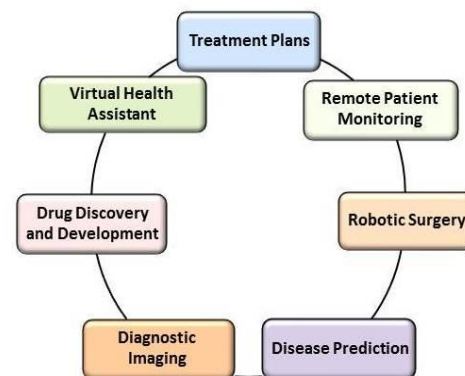 Treatment Plans
Virtual Health
Assistant
Remote Patient
Monitoring
Drug Discovery
and Development
Robotic Surgery
Diagnostic
Imaging
Disease Prediction